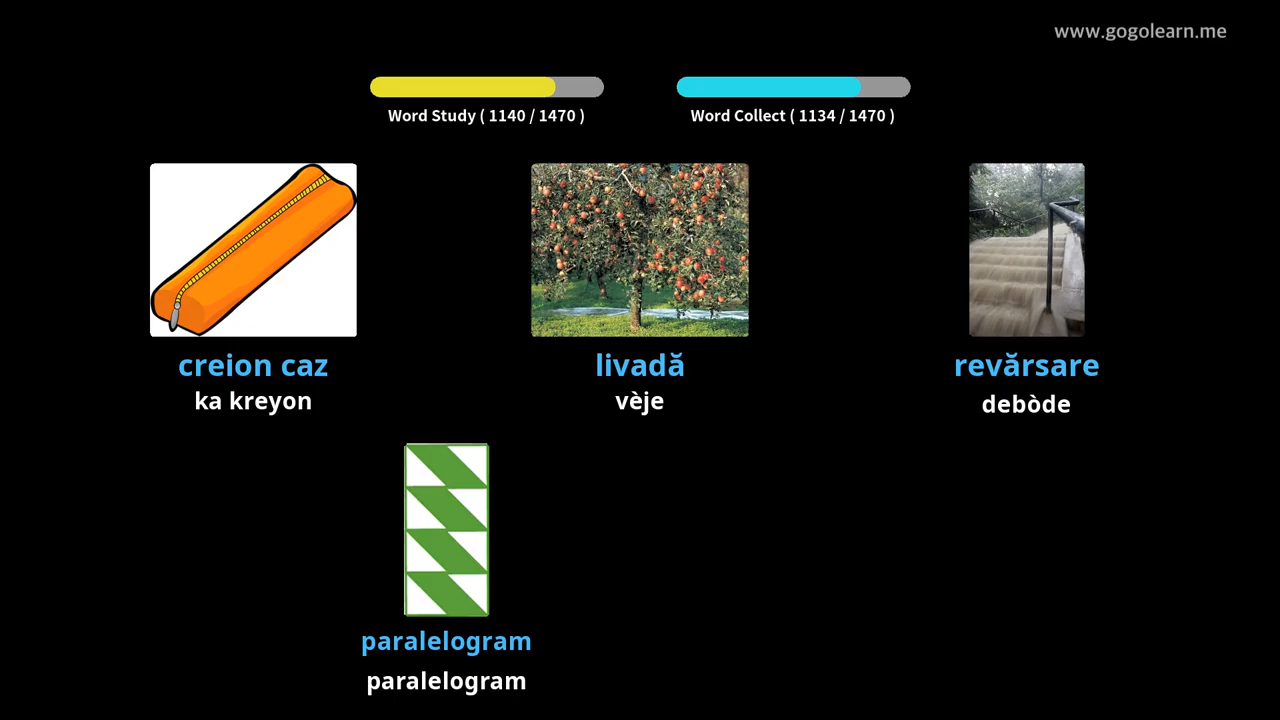 www.gogolearn.me
Word Study ( 1140 / 1470 )
Word Collect ( 1134 / 1470 )
creion caz
ka kreyon
livadă
vèje
revărsare
debòde
paralelogram
paralelogram